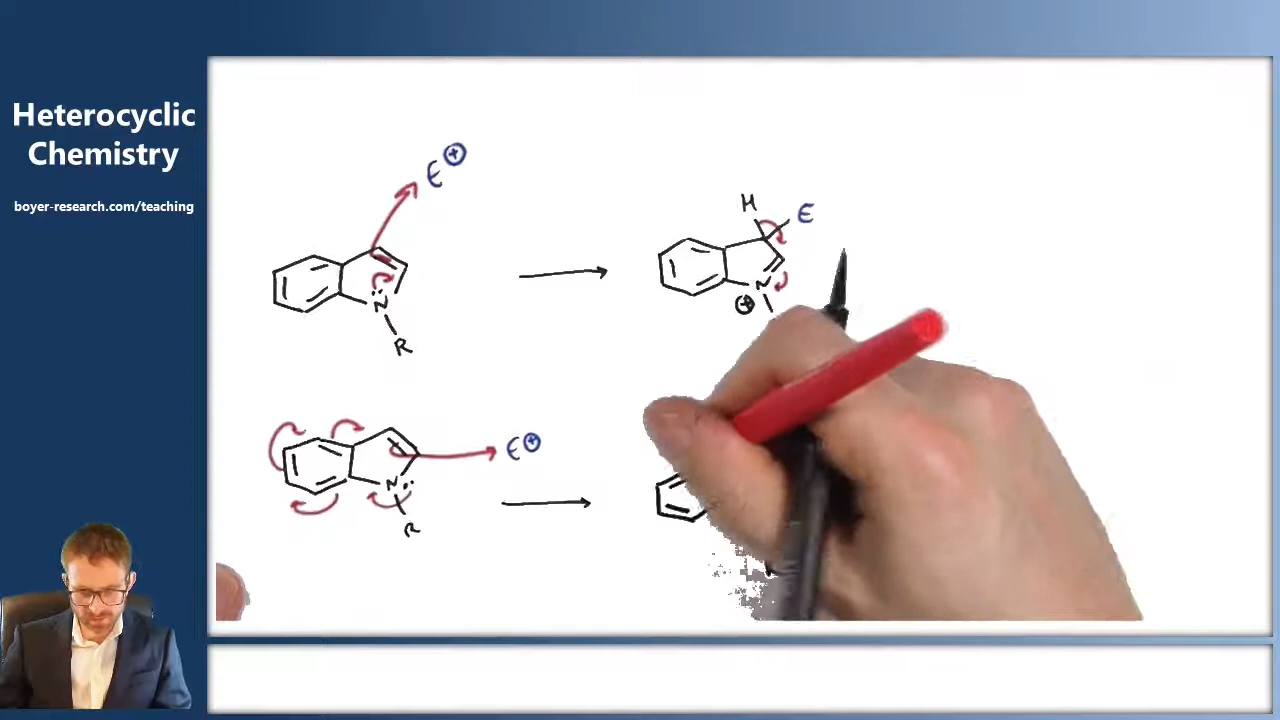 Heterocyclic
Chemistry
boyer-research.com/teaching
E +
H
E
N
R
N
+
E +
N
R